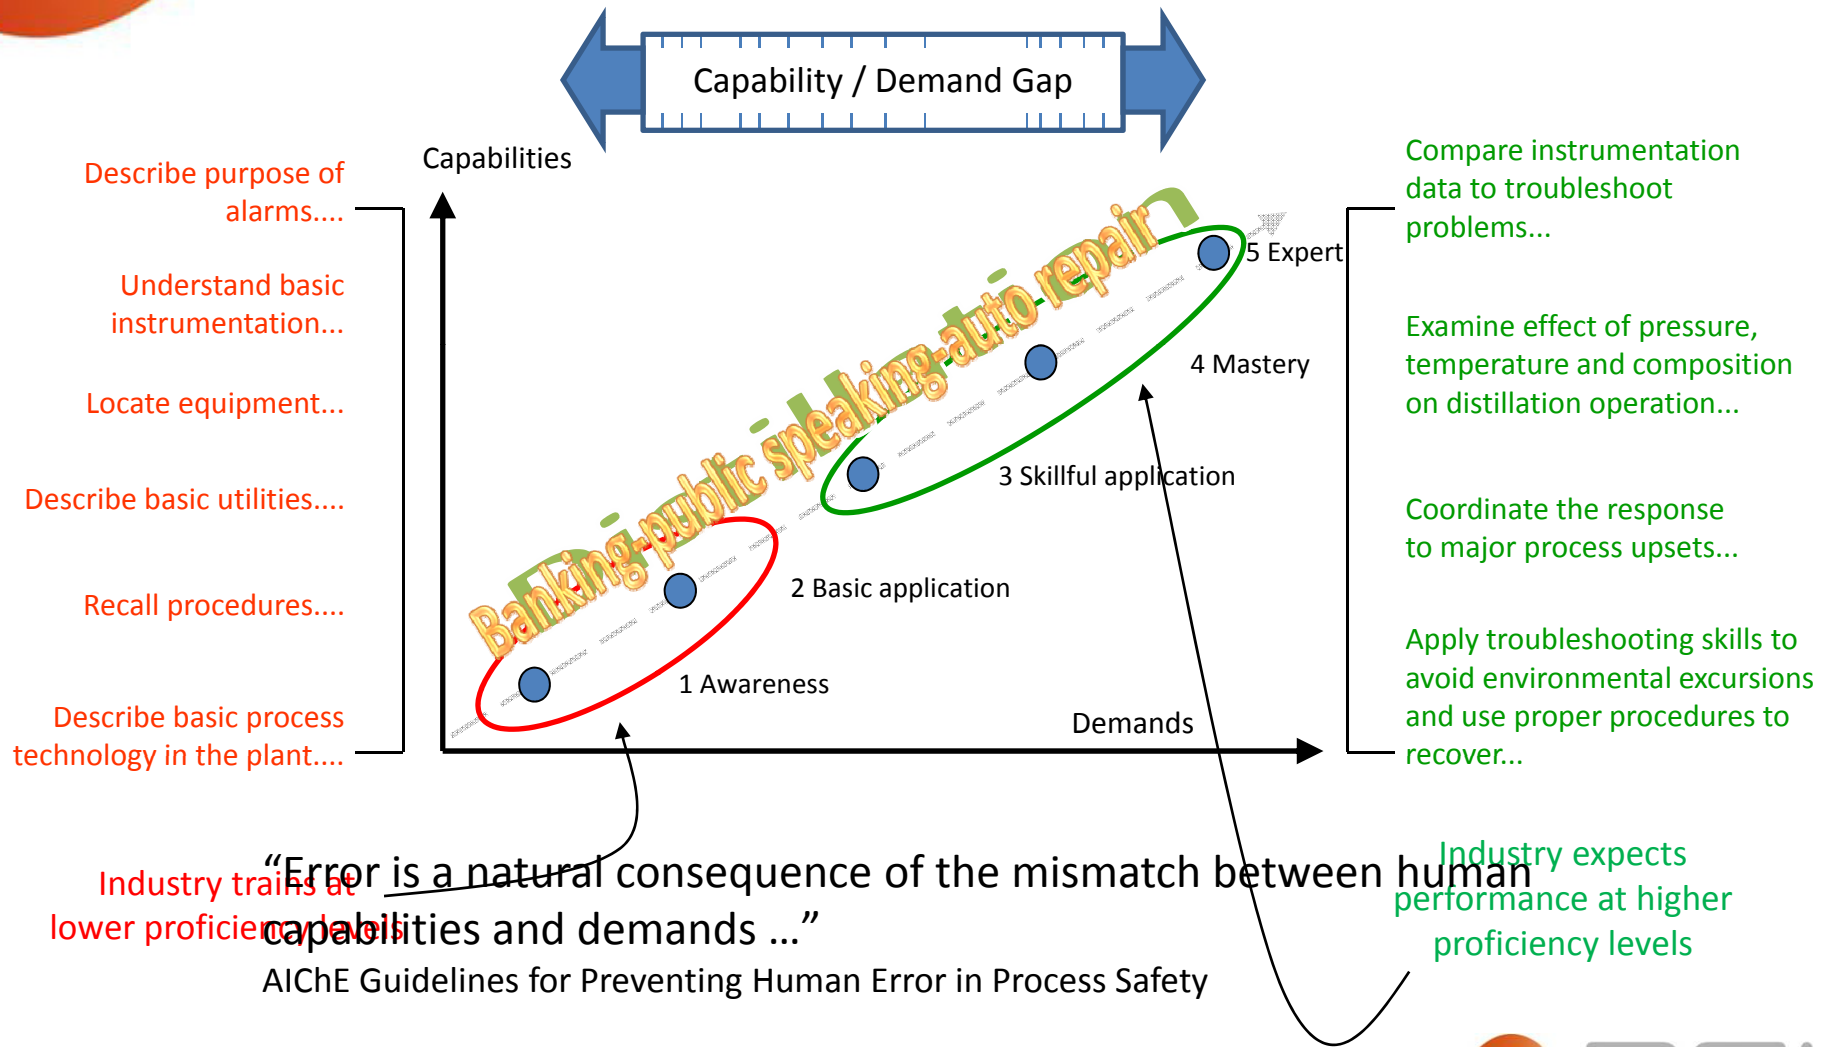 Capability / Demand Gap
Capabilities
Describe purpose of
alarms....
Understand basic
instrumentation...
Locate equipment...
Describe basic utilities....
Recall procedures....
Describe basic process
technology in the plant....
Banking-public speaking-auto repair
5 Expert
4 Mastery
3 Skillful application
2 Basic application
1 Awareness
Demands
Compare instrumentation
data to troubleshoot
problems...
Examine effect of pressure,
temperature and composition
on distillation operation...
Coordinate the response
to major process upsets...
Apply troubleshooting skills to
avoid environmental excursions
and use proper procedures to
recover...
Industry trains at
lower proficiency levels
“Error is a natural consequence of the mismatch between human
capabilities and demands ...”
AIChE Guidelines for Preventing Human Error in Process Safety
Industry expects
performance at higher
proficiency levels